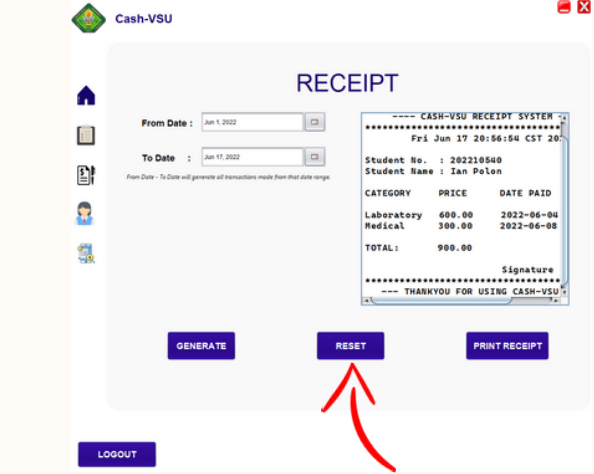 Cash-VSU
RECEIPT
From Date : Jun 1, 2022
To Date : Jun 17, 2022
From Date - To Date will generate all transactions made from that date range.
---- CASH-VSU RECEIPT SYSTEM -
Fri Jun 17 20:56:54 CST 20
Student No. : 202210540
Student Name : Ian Polon
CATEGORY PRICE DATE PAID
Laboratory 600.00 2022-06-04
Medical 300.00 2022-06-08
TOTAL: 900.00
Signature
--- THANKYOU FOR USING CASH-VSU
GENERATE RESET PRINT RECEIPT
LOGOUT